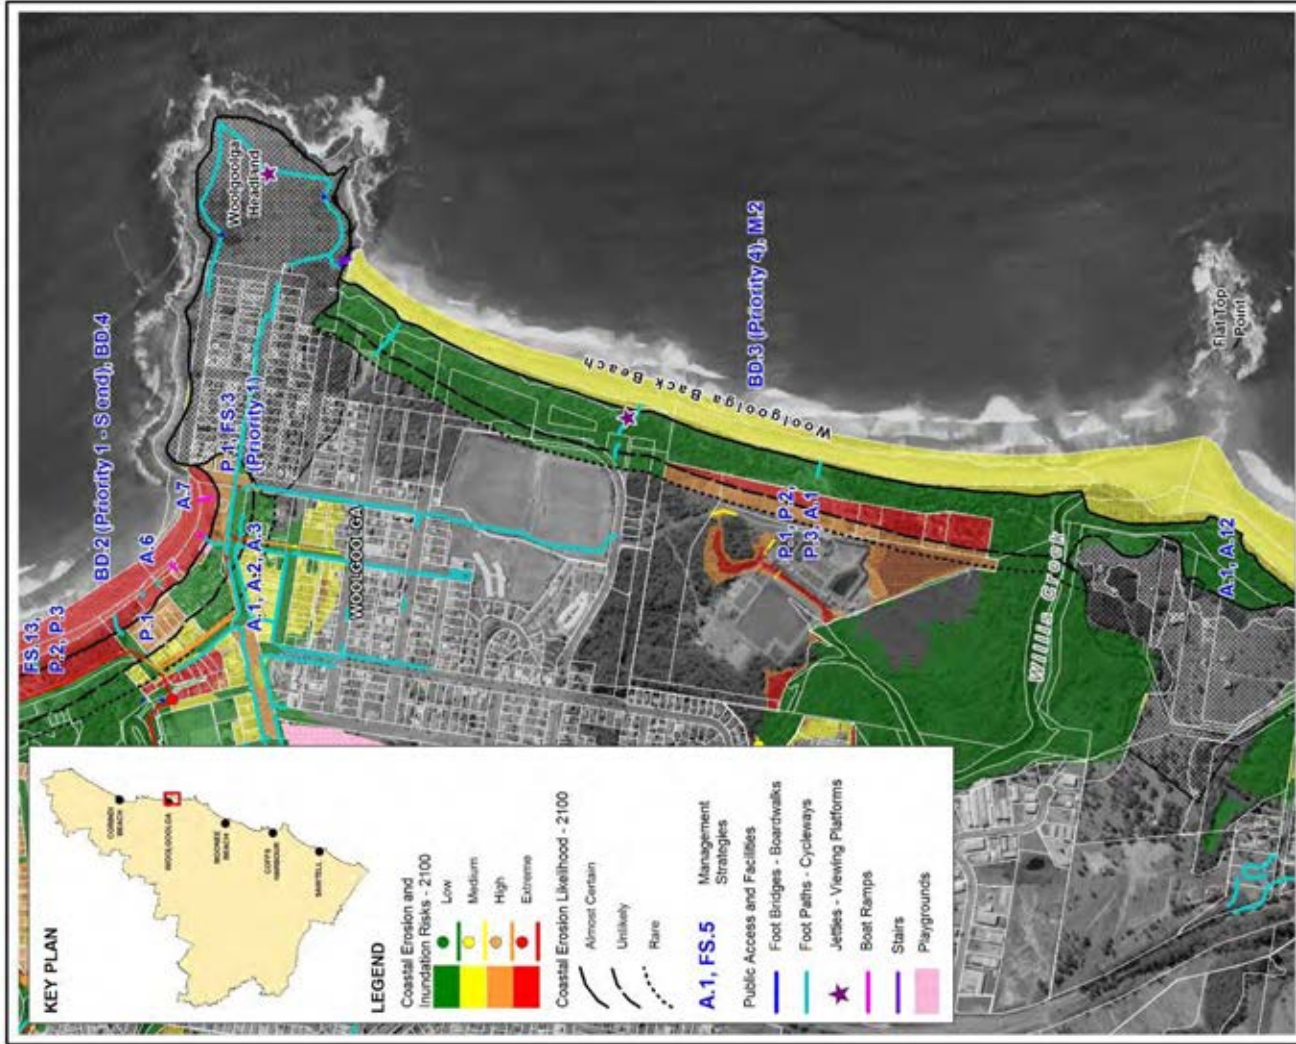 Woolgoolga
Headland
BD.2 (Priority 1 - S end), BD.4
A.7
A.6
P.1
FS.13,
P.2, P.3
P.1, FS.3
(Priority 1)
A.1, A.2, A.3
WOOLGOOLGA
Woolgoolga Back Beach
BD.3 (Priority 4), M.2
Flat Top
Point
P.1, P.2,
P.3, A.1
Willis Creek
A.1, A.12
KEY PLAN
CORINDI
BEACH
WOOLGOOLGA
MOONEE
BEACH
COFFS
HARBOUR
SAWTELL
LEGEND
Coastal Erosion and
Inundation Risks - 2100
Low
Medium
High
Extreme
Coastal Erosion Likelihood - 2100
Almost Certain
Unlikely
Rare
A.1, FS.5
Management
Strategies
Public Access and Facilities
Foot Bridges - Boardwalks
Foot Paths - Cycleways
Jetties - Viewing Platforms
Boat Ramps
Stairs
Playgrounds